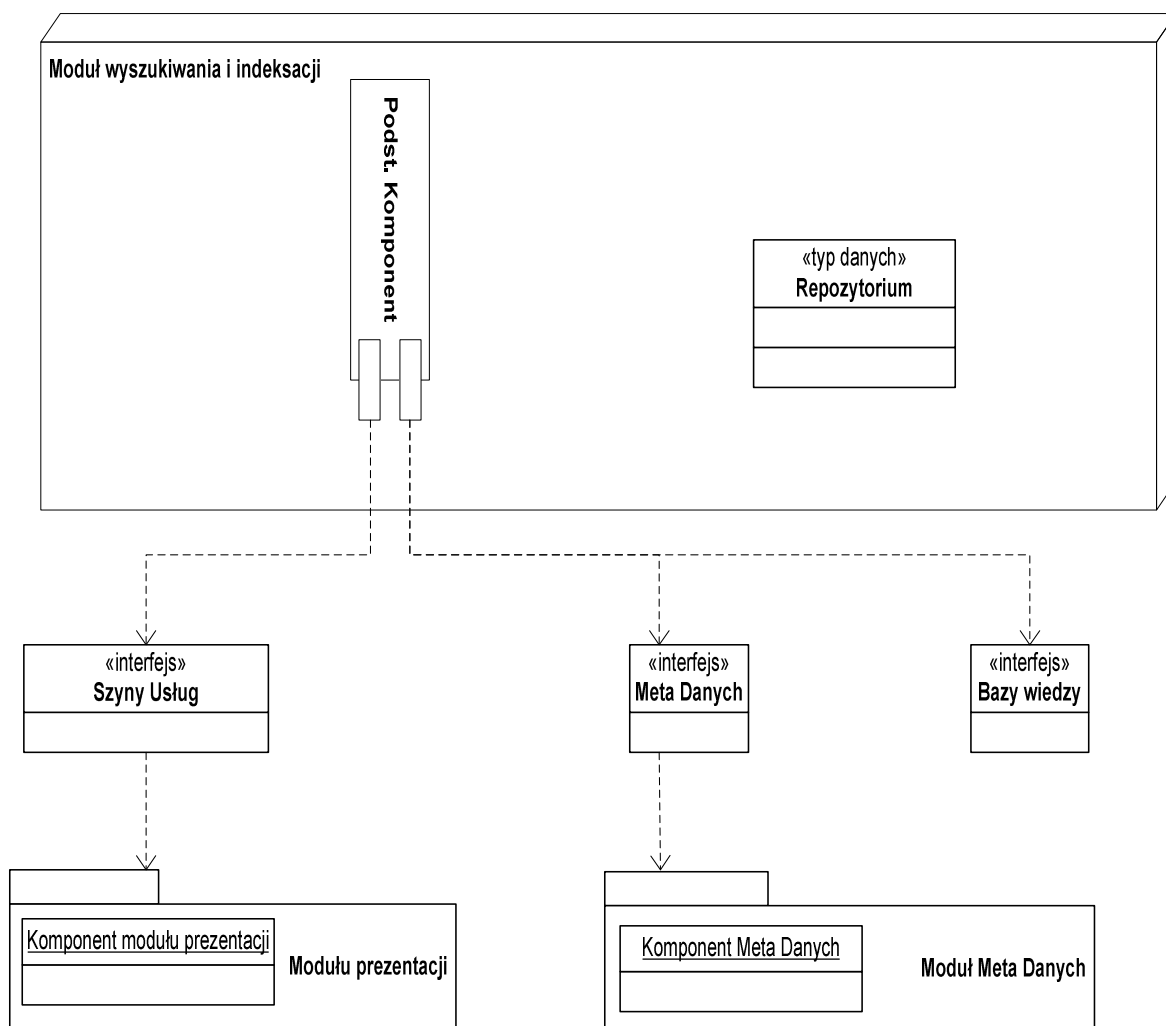 Moduł wyszukiwania i indeksacji
Podst. Komponent
«typ danych»
Repozytorium
«interfejs»
Szyny Usług
«interfejs»
Meta Danych
«interfejs»
Bazy wiedzy
Komponent modułu prezentacji
Modułu prezentacji
Komponent Meta Danych
Moduł Meta Danych